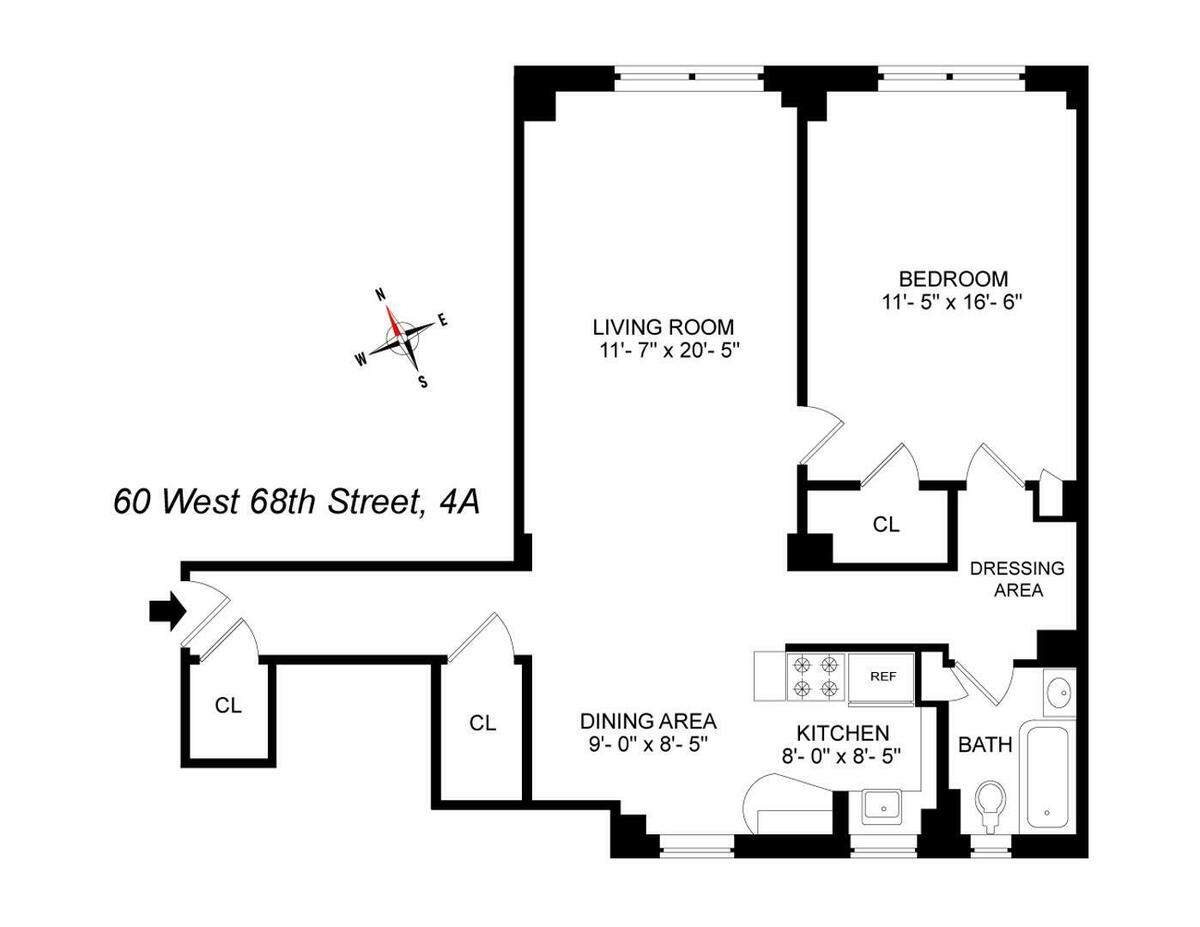 BEDROOM
11'- 5" x 16'- 6"
LIVING ROOM
11'- 7" x 20'- 5"
N
E
W
S
60 West 68th Street, 4A
CL
DRESSING
AREA
REF
CL
CL
DINING AREA
9'- 0" x 8'- 5"
KITCHEN
8'- 0" x 8'- 5"
BATH